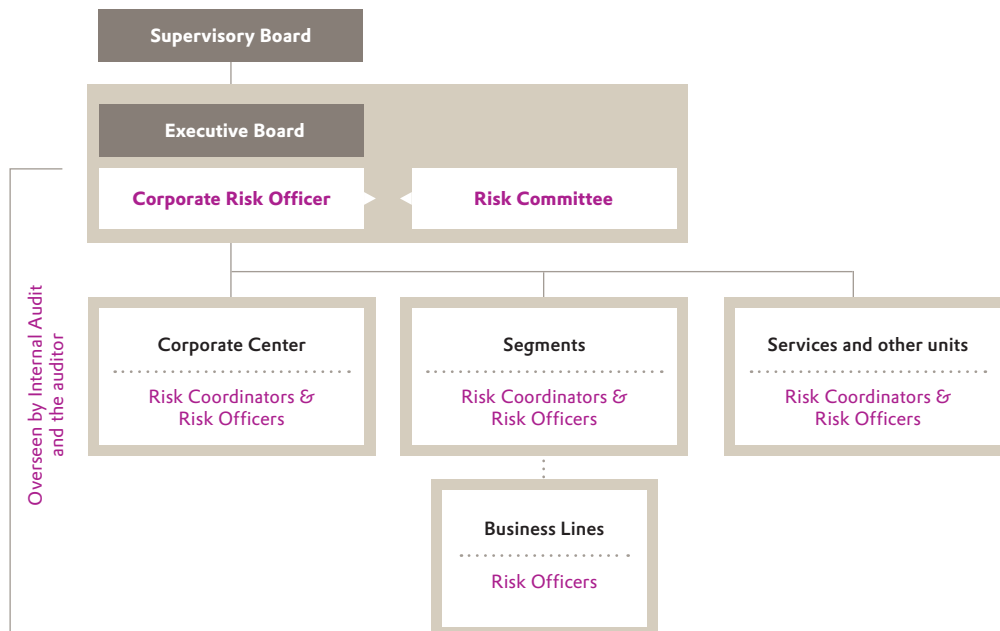 Supervisory Board
Executive Board
Corporate Risk Officer
Risk Committee
Overseen by Internal Audit
and the auditor
Corporate Center
Risk Coordinators &
Risk Officers
Segments
Risk Coordinators &
Risk Officers
Services and other units
Risk Coordinators &
Risk Officers
Business Lines
Risk Officers